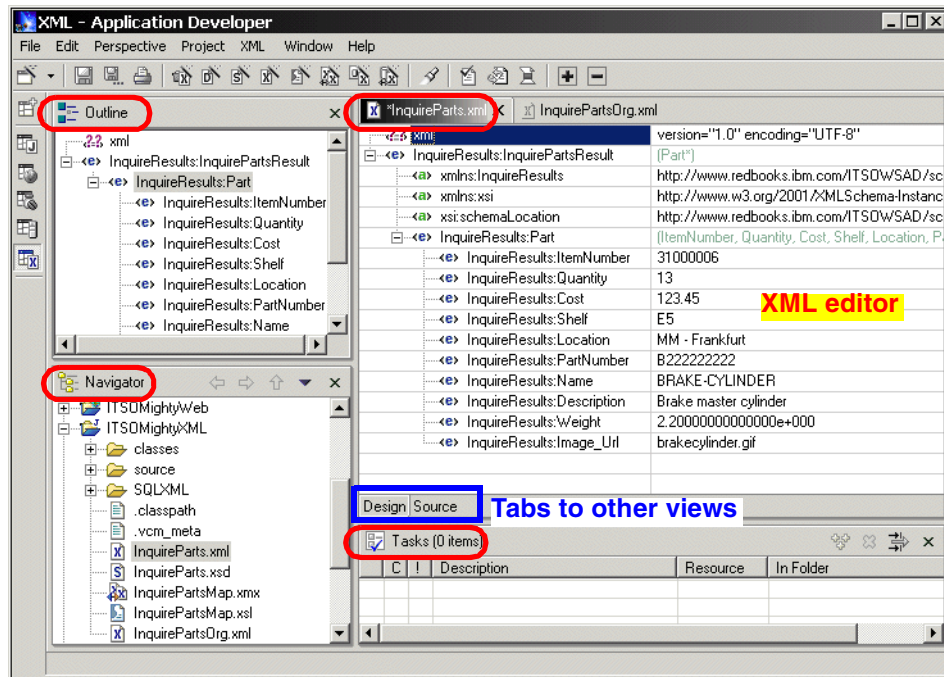 XML - Application Developer
File Edit Perspective Project XML Window Help
Outline
xml
InquireResults:InquirePartsResult
InquireResults:Part
InquireResults:ItemNumber
InquireResults:Quantity
InquireResults:Cost
InquireResults:Shelf
InquireResults:Location
InquireResults:PartNumber
InquireResults:Name
Navigator
ITSOMightyWeb
ITSOMightyXML
classes
source
SQLXML
.classpath
.vcm_meta
InquireParts.xml
InquireParts.xsd
InquirePartsMap.xmx
InquirePartsMap.xsl
InquirePartsOrg.xml
*InquireParts.xml InquirePartsOrg.xml
xml version="1.0" encoding="UTF-8"
InquireResults:InquirePartsResult (Part*)
xmlns:InquireResults http://www.redbooks.ibm.com/ITSOWSAD/sc
xmlns:xsi http://www.w3.org/2001/XMLSchema-Instanc
xsi:schemaLocation http://www.redbooks.ibm.com/ITSOWSAD/sc
InquireResults:Part (ItemNumber, Quantity, Cost, Shelf, Location, P
InquireResults:ItemNumber 31000006
InquireResults:Quantity 13
InquireResults:Cost 123.45
InquireResults:Shelf E5
InquireResults:Location MM - Frankfurt
InquireResults:PartNumber B222222222
InquireResults:Name BRAKE-CYLINDER
InquireResults:Description Brake master cylinder
InquireResults:Weight 2.20000000000000e+000
InquireResults:Image_Url brakecylinder.gif
XML editor
Design Source
Tabs to other views
Tasks (0 items)
C ! Description Resource In Folder